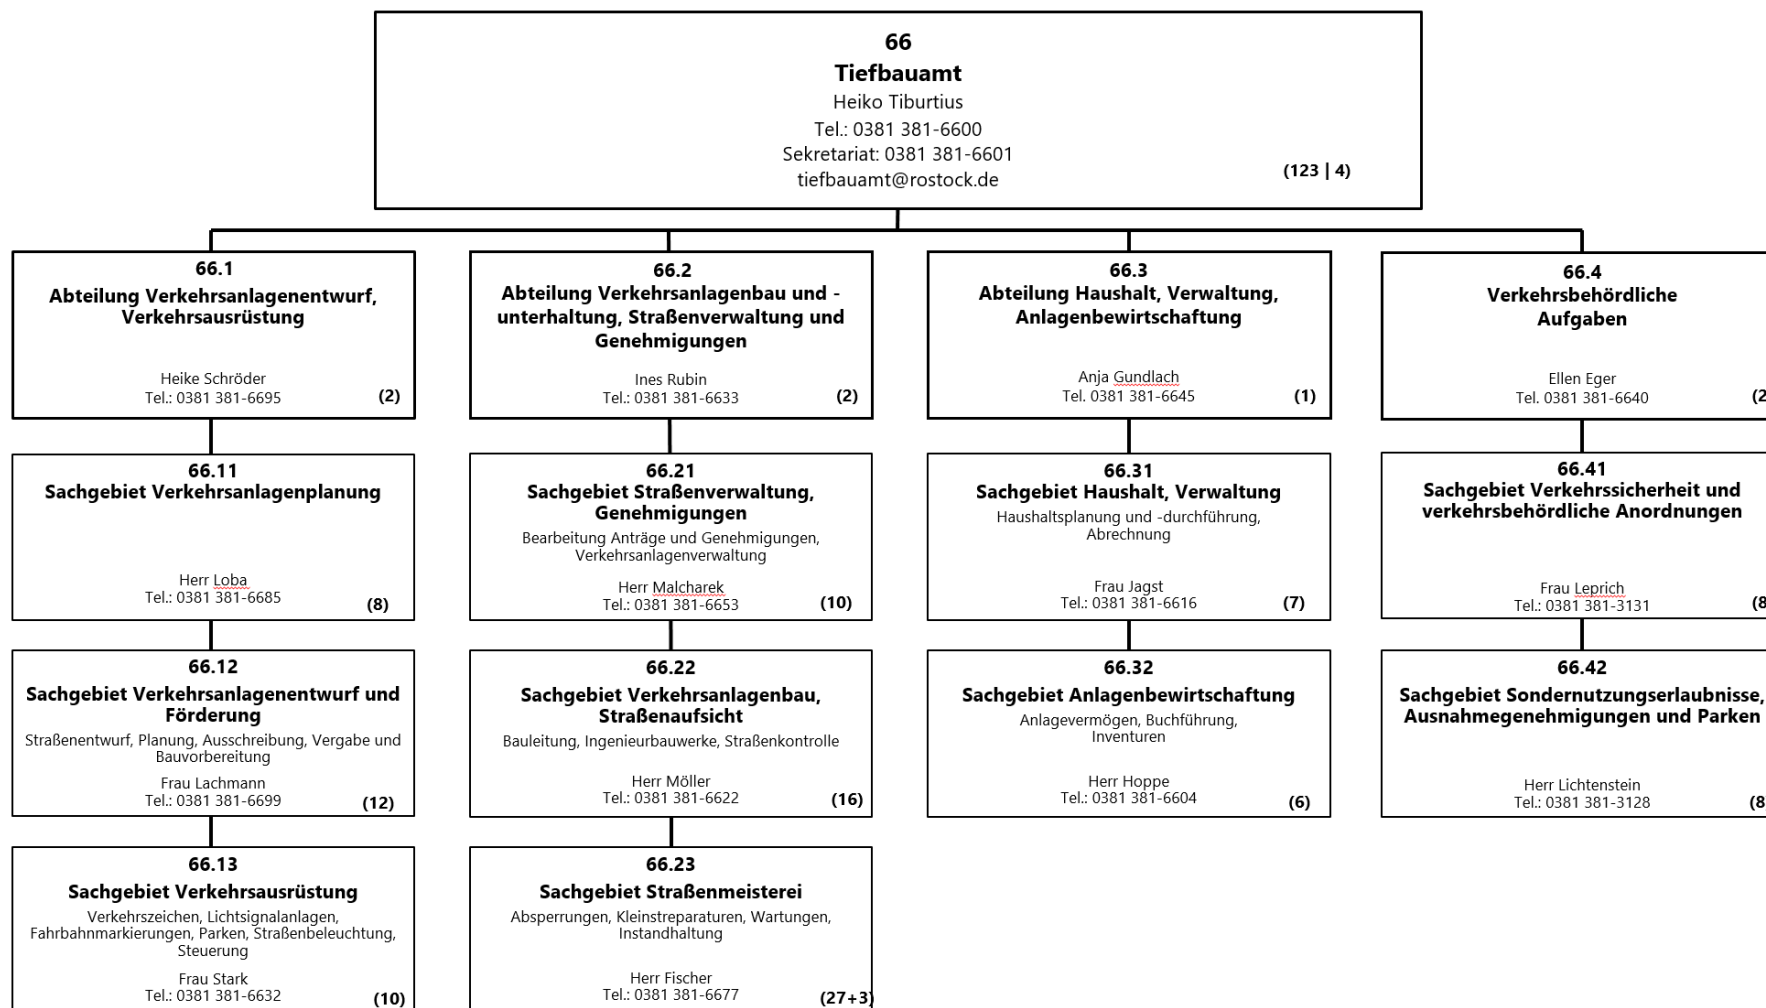 66
Tiefbauamt
Heiko Tiburtius
Tel.: 0381 381-6600
Sekretariat: 0381 381-6601
tiefbauamt@rostock.de
(123 | 4)
66.1
Abteilung Verkehrsanlagenentwurf,
Verkehrsausrüstung
Heike Schröder
Tel.: 0381 381-6695
(2)
66.2
Abteilung Verkehrsanlagenbau und -
unterhaltung, Straßenverwaltung und
Genehmigungen
Ines Rubin
Tel.: 0381 381-6633
(2)
66.3
Abteilung Haushalt, Verwaltung,
Anlagenbewirtschaftung
Anja Gundlach
Tel. 0381 381-6645
(1)
66.4
Verkehrsbehördliche
Aufgaben
Ellen Eger
Tel. 0381 381-6640
(2
66.11
Sachgebiet Verkehrsanlagenplanung
Herr Loba
Tel.: 0381 381-6685
(8)
66.21
Sachgebiet Straßenverwaltung,
Genehmigungen
Bearbeitung Anträge und Genehmigungen,
Verkehrsanlagenverwaltung
Herr Malcharek
Tel.: 0381 381-6653
(10)
66.31
Sachgebiet Haushalt, Verwaltung
Haushaltsplanung und -durchführung,
Abrechnung
Frau Jagst
Tel.: 0381 381-6616
(7)
66.41
Sachgebiet Verkehrssicherheit und
verkehrsbehördliche Anordnungen
Frau Leprich
Tel.: 0381 381-3131
(8
66.12
Sachgebiet Verkehrsanlagenentwurf und
Förderung
Straßenentwurf, Planung, Ausschreibung, Vergabe und
Bauvorbereitung
Frau Lachmann
Tel.: 0381 381-6699
(12)
66.22
Sachgebiet Verkehrsanlagenbau,
Straßenaufsicht
Bauleitung, Ingenieurbauwerke, Straßenkontrolle
Herr Möller
Tel.: 0381 381-6622
(16)
66.32
Sachgebiet Anlagenbewirtschaftung
Anlagevermögen, Buchführung,
Inventuren
Herr Hoppe
Tel.: 0381 381-6604
(6)
66.42
Sachgebiet Sondernutzungserlaubnisse,
Ausnahmegenehmigungen und Parken
Herr Lichtenstein
Tel.: 0381 381-3128
(8
66.13
Sachgebiet Verkehrsausrüstung
Verkehrszeichen, Lichtsignalanlagen,
Fahrbahnmarkierungen, Parken, Straßenbeleuchtung,
Steuerung
Frau Stark
Tel.: 0381 381-6632
(10)
66.23
Sachgebiet Straßenmeisterei
Absperrungen, Kleinstreparaturen, Wartungen,
Instandhaltung
Herr Fischer
Tel.: 0381 381-6677
(27+3)